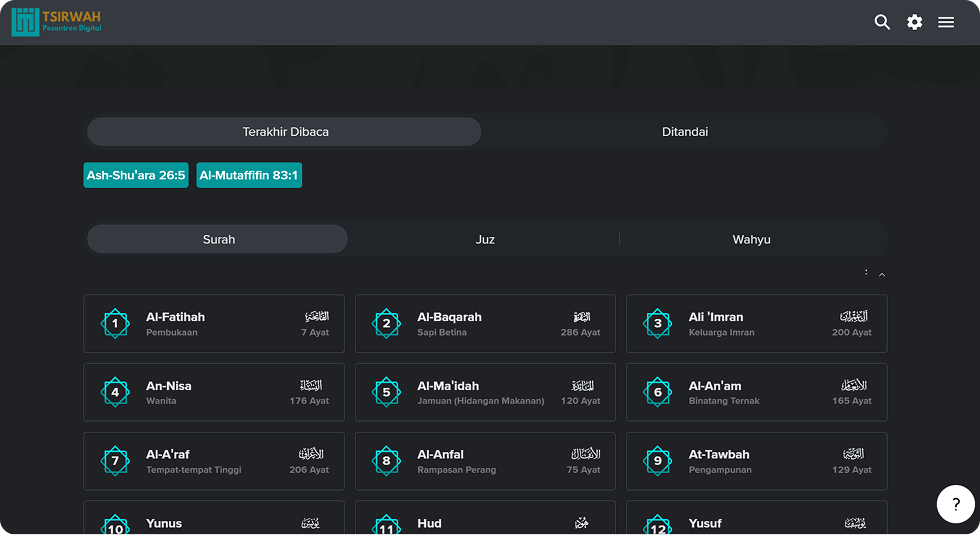 TSIRWAH
Pesantren Digital
Terakhir Dibaca
Ditandai
Ash-Shu'ara 26:5
Al-Mutaffifin 83:1
Surah
Juz
Wahyu
1
Al-Fatihah
Pembukaan
الفاتحة
7 Ayat
2
Al-Baqarah
Sapi Betina
البقرة
286 Ayat
3
Ali 'Imran
Keluarga Imran
آل عمران
200 Ayat
4
An-Nisa
Wanita
النساء
176 Ayat
5
Al-Ma'idah
Jamuan (Hidangan Makanan)
المائدة
120 Ayat
6
Al-An'am
Binatang Ternak
الأنعام
165 Ayat
7
Al-A'raf
Tempat-tempat Tinggi
الأعراف
206 Ayat
8
Al-Anfal
Rampasan Perang
الأنفال
75 Ayat
9
At-Tawbah
Pengampunan
التوبة
129 Ayat
10
Yunus
يونس
11
Hud
هود
12
Yusuf
يوسف
?